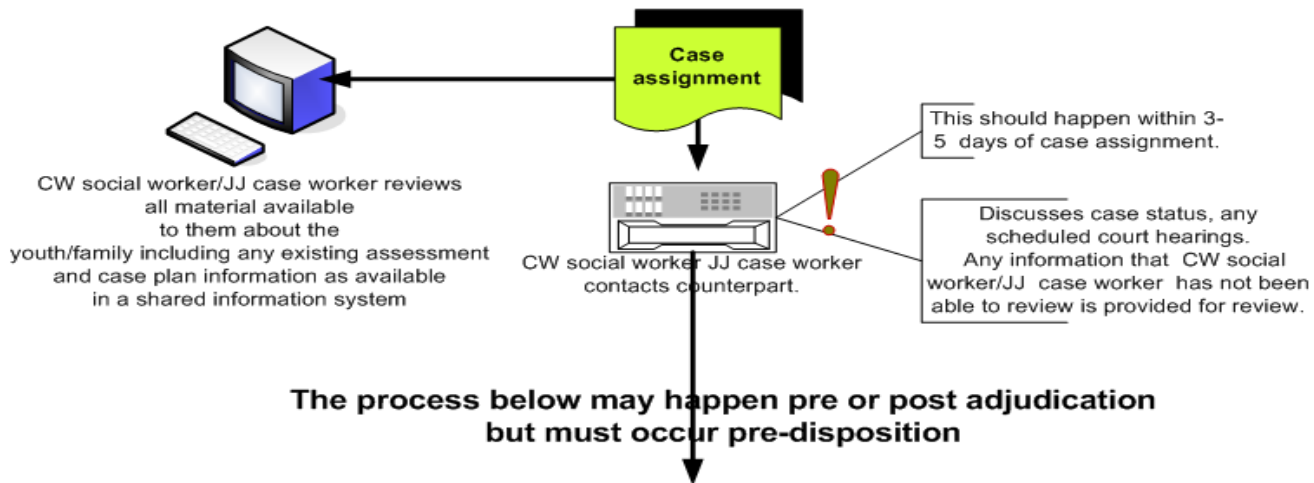 Case
assignment
This should happen within 3-
5 days of case assignment.
CW social worker/JJ case worker reviews
all material available
to them about the
youth/family including any existing assessment
and case plan information as available
in a shared information system
CW social worker JJ case worker
contacts counterpart.
Discusses case status, any
scheduled court hearings.
Any information that CW social
worker/JJ case worker has not been
able to review is provided for review.
The process below may happen pre or post adjudication
but must occur pre-disposition